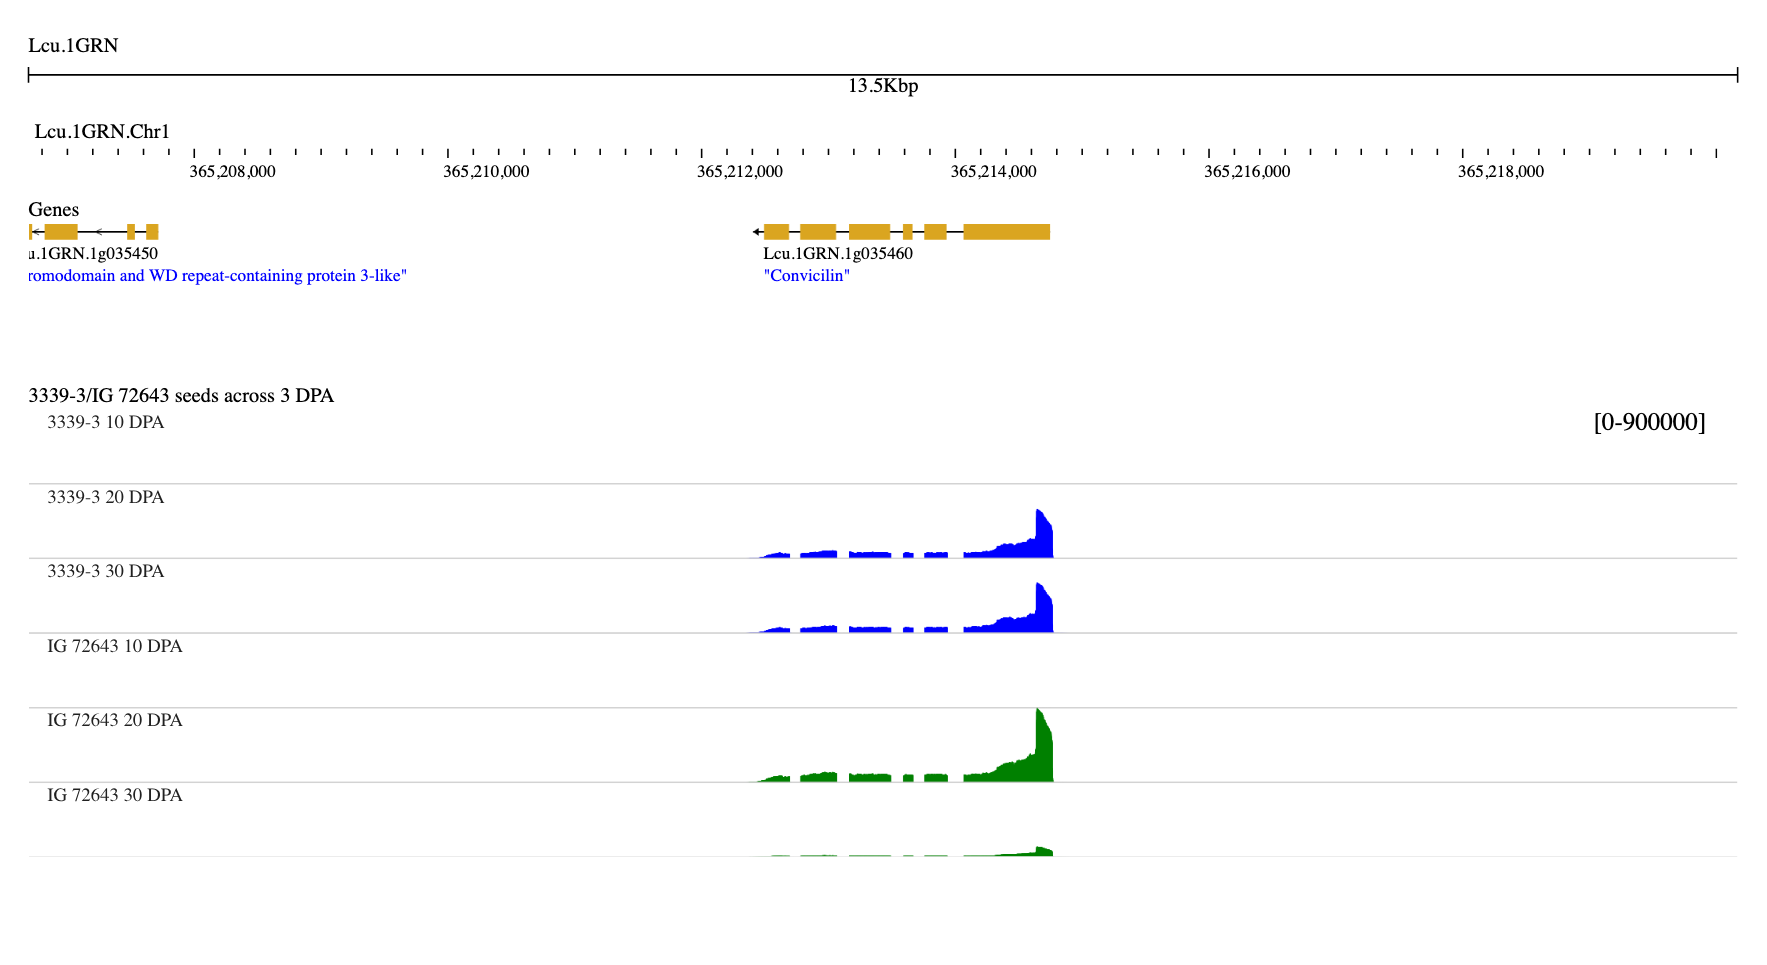 Lcu.1GRN
13.5Kbp
Lcu.1GRN.Chr1
365,208,000 365,210,000 365,212,000 365,214,000 365,216,000 365,218,000
Genes
u.1GRN.1g035450 Lcu.1GRN.1g035460
romodomain and WD repeat-containing protein 3-like" "Convicilin"
3339-3/IG 72643 seeds across 3 DPA
3339-3 10 DPA [0-900000]
3339-3 20 DPA
3339-3 30 DPA
IG 72643 10 DPA
IG 72643 20 DPA
IG 72643 30 DPA